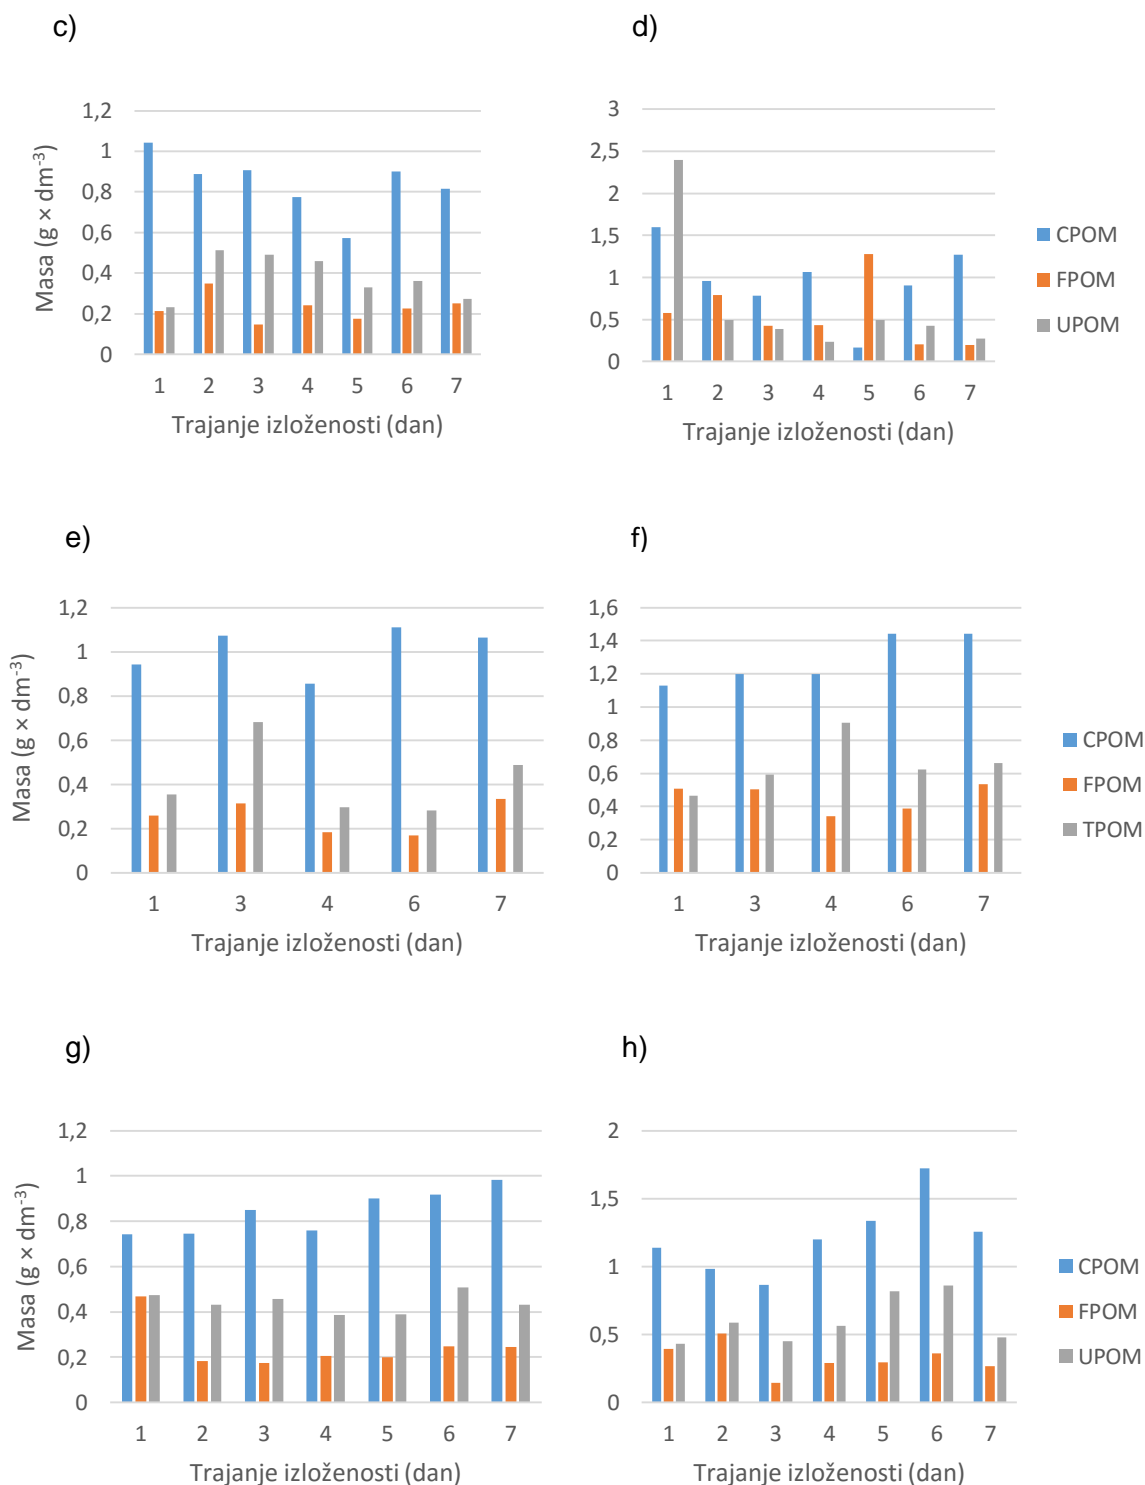 c)
d)
1,2
1
0,8
0,6
0,4
0,2
0
Masa (g × dm⁻³)
1 2 3 4 5 6 7
Trajanje izloženosti (dan)
3
2,5
2
1,5
1
0,5
0
1 2 3 4 5 6 7
Trajanje izloženosti (dan)
CPOM
FPOM
UPOM
e)
f)
1,2
1
0,8
0,6
0,4
0,2
0
Masa (g × dm⁻³)
1 3 4 6 7
Trajanje izloženosti (dan)
1,6
1,4
1,2
1
0,8
0,6
0,4
0,2
0
1 3 4 6 7
Trajanje izloženosti (dan)
CPOM
FPOM
TPOM
g)
h)
1,2
1
0,8
0,6
0,4
0,2
0
Masa (g × dm⁻³)
1 2 3 4 5 6 7
Trajanje izloženosti (dan)
2
1,5
1
0,5
0
1 2 3 4 5 6 7
Trajanje izloženosti (dan)
CPOM
FPOM
UPOM